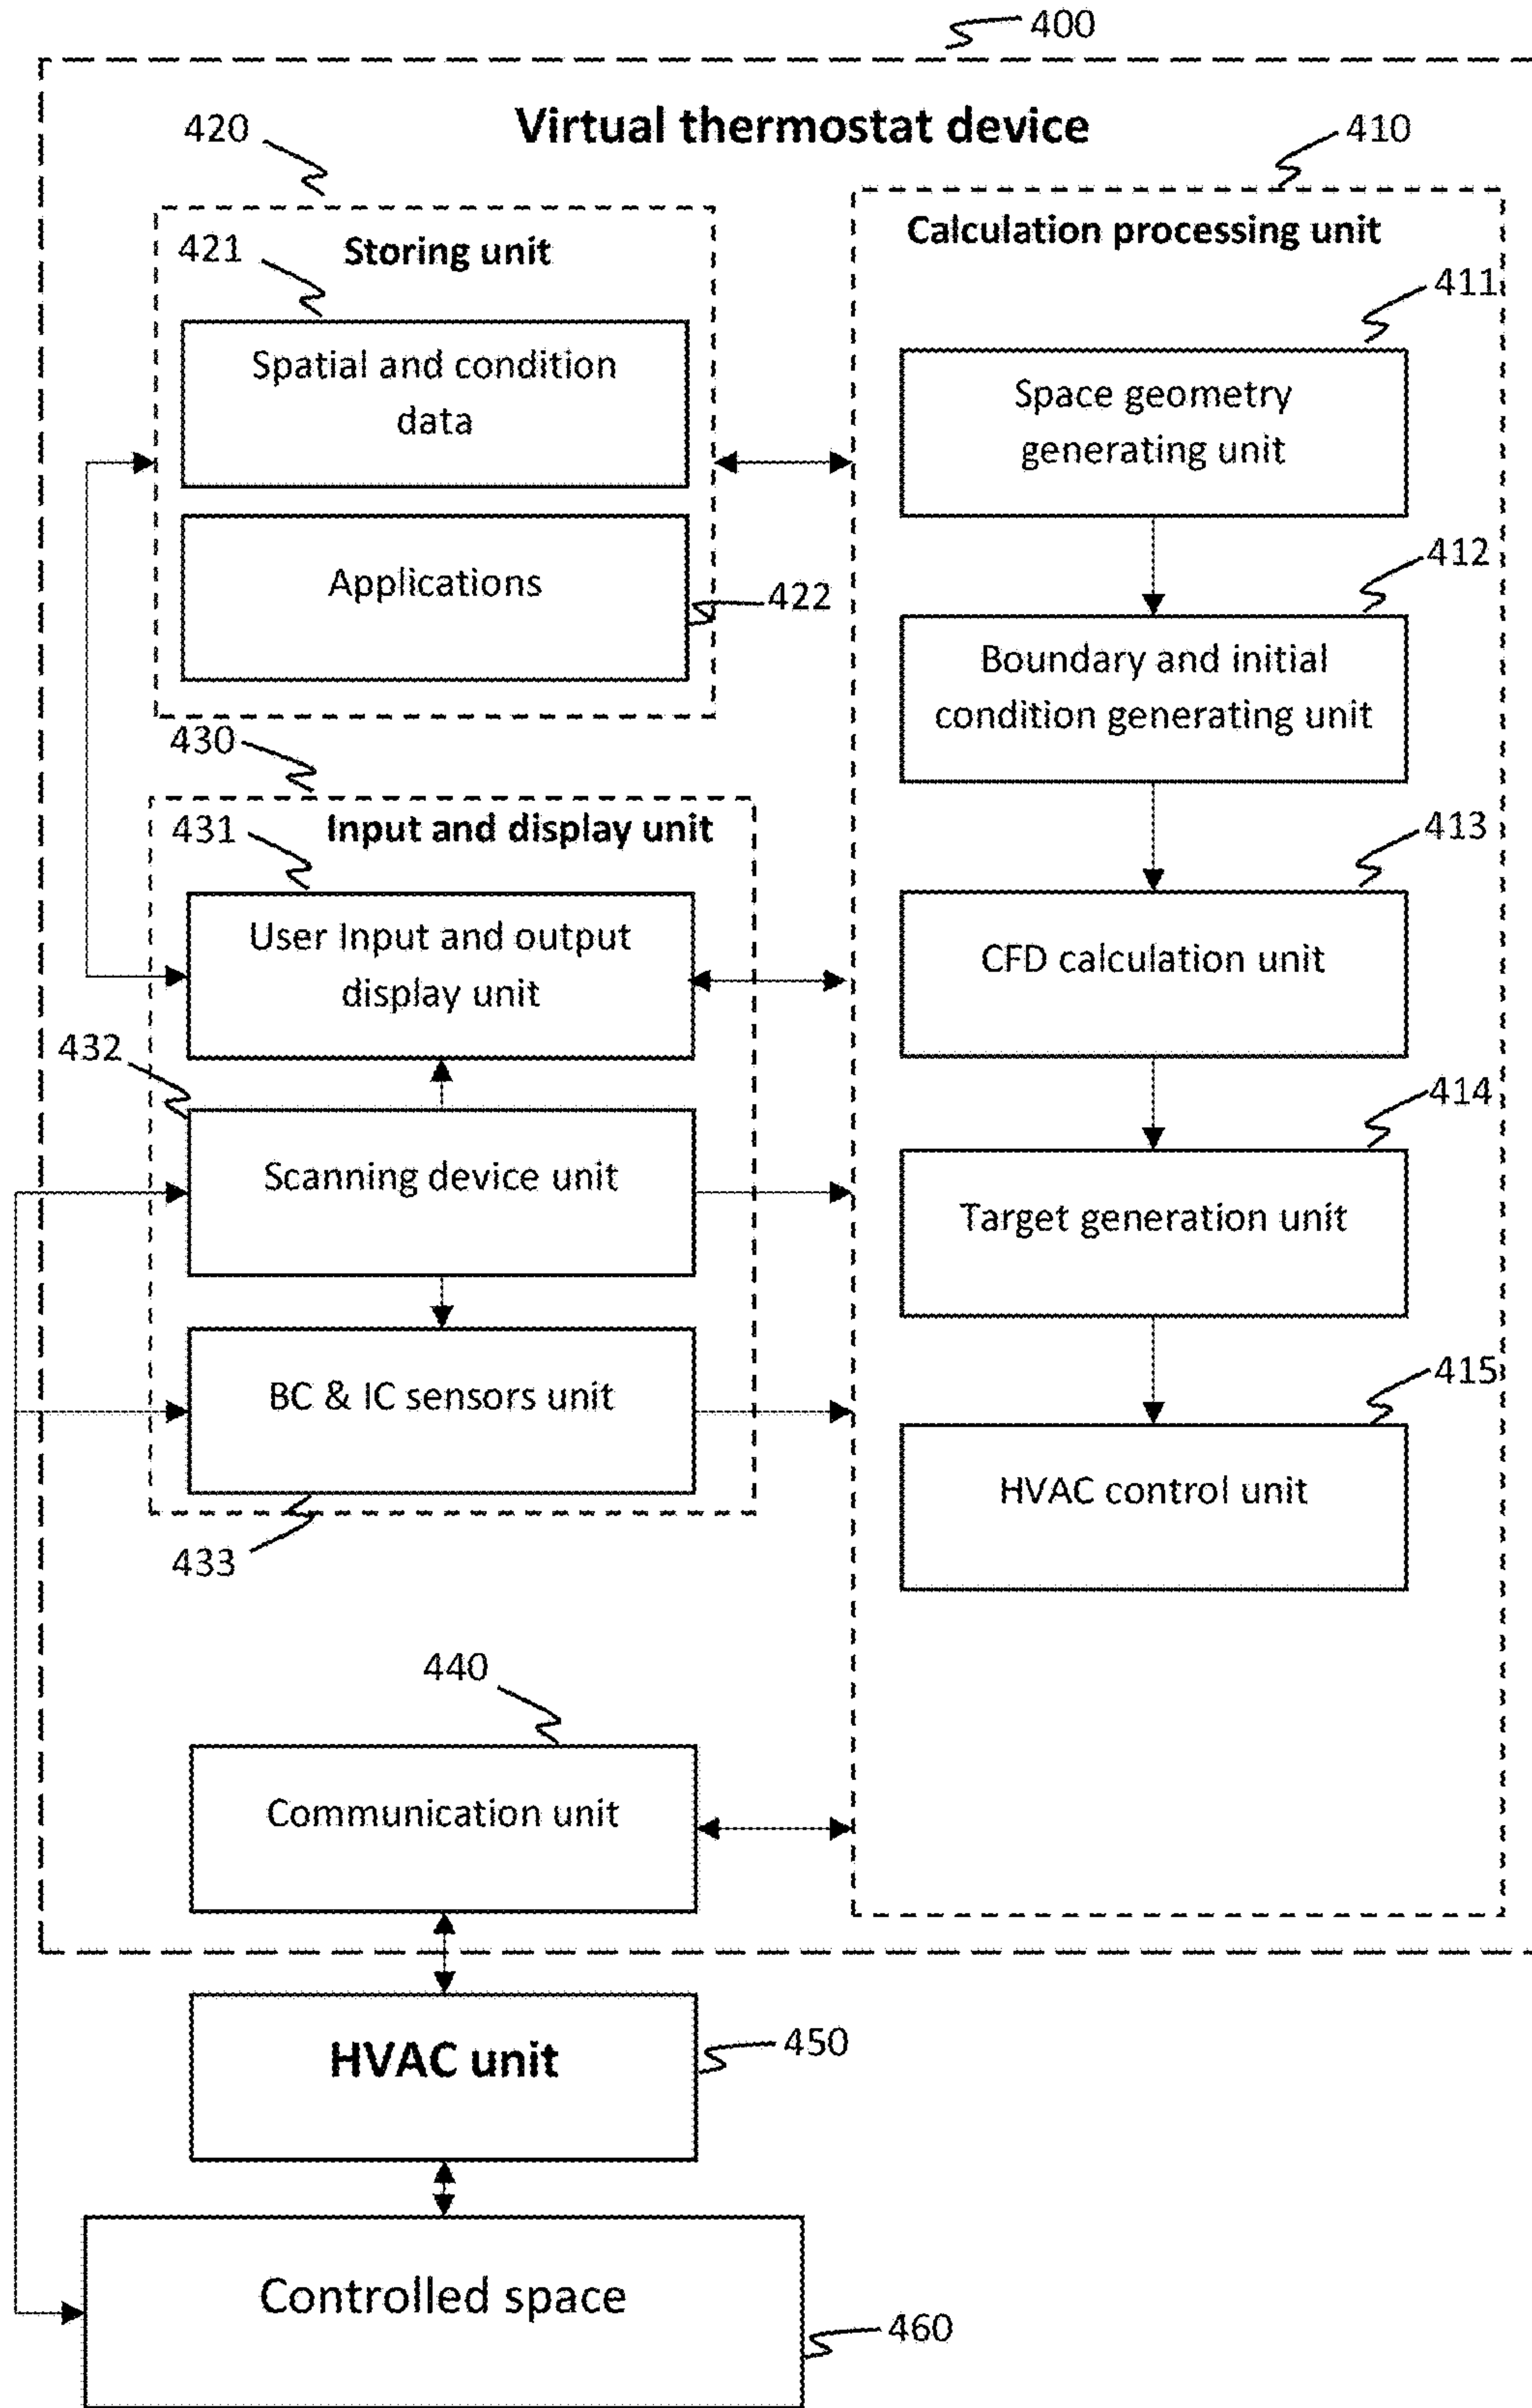 400
Virtual thermostat device
420
410
Storing unit
421
Calculation processing unit
411
Spatial and condition
data
Space geometry
generating unit
412
Applications
422
Boundary and initial
condition generating unit
430
Input and display unit
431
413
User Input and output
display unit
CFD calculation unit
432
414
Scanning device unit
Target generation unit
415
BC & IC sensors unit
HVAC control unit
433
440
Communication unit
HVAC unit
450
Controlled space
460